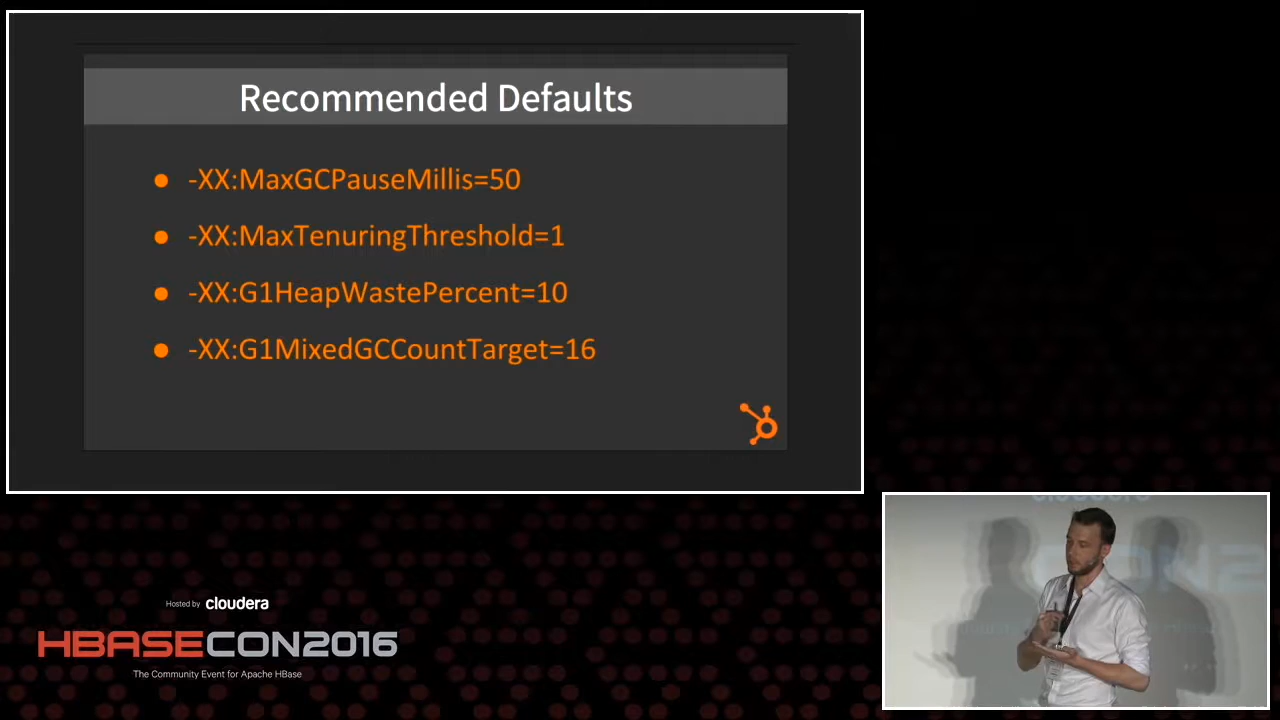 Recommended Defaults
● -XX:MaxGCPauseMillis=50
● -XX:MaxTenuringThreshold=1
● -XX:G1HeapWastePercent=10
● -XX:G1MixedGCCountTarget=16
Hosted by cloudera
HBASECON2016
The Community Event for Apache HBase